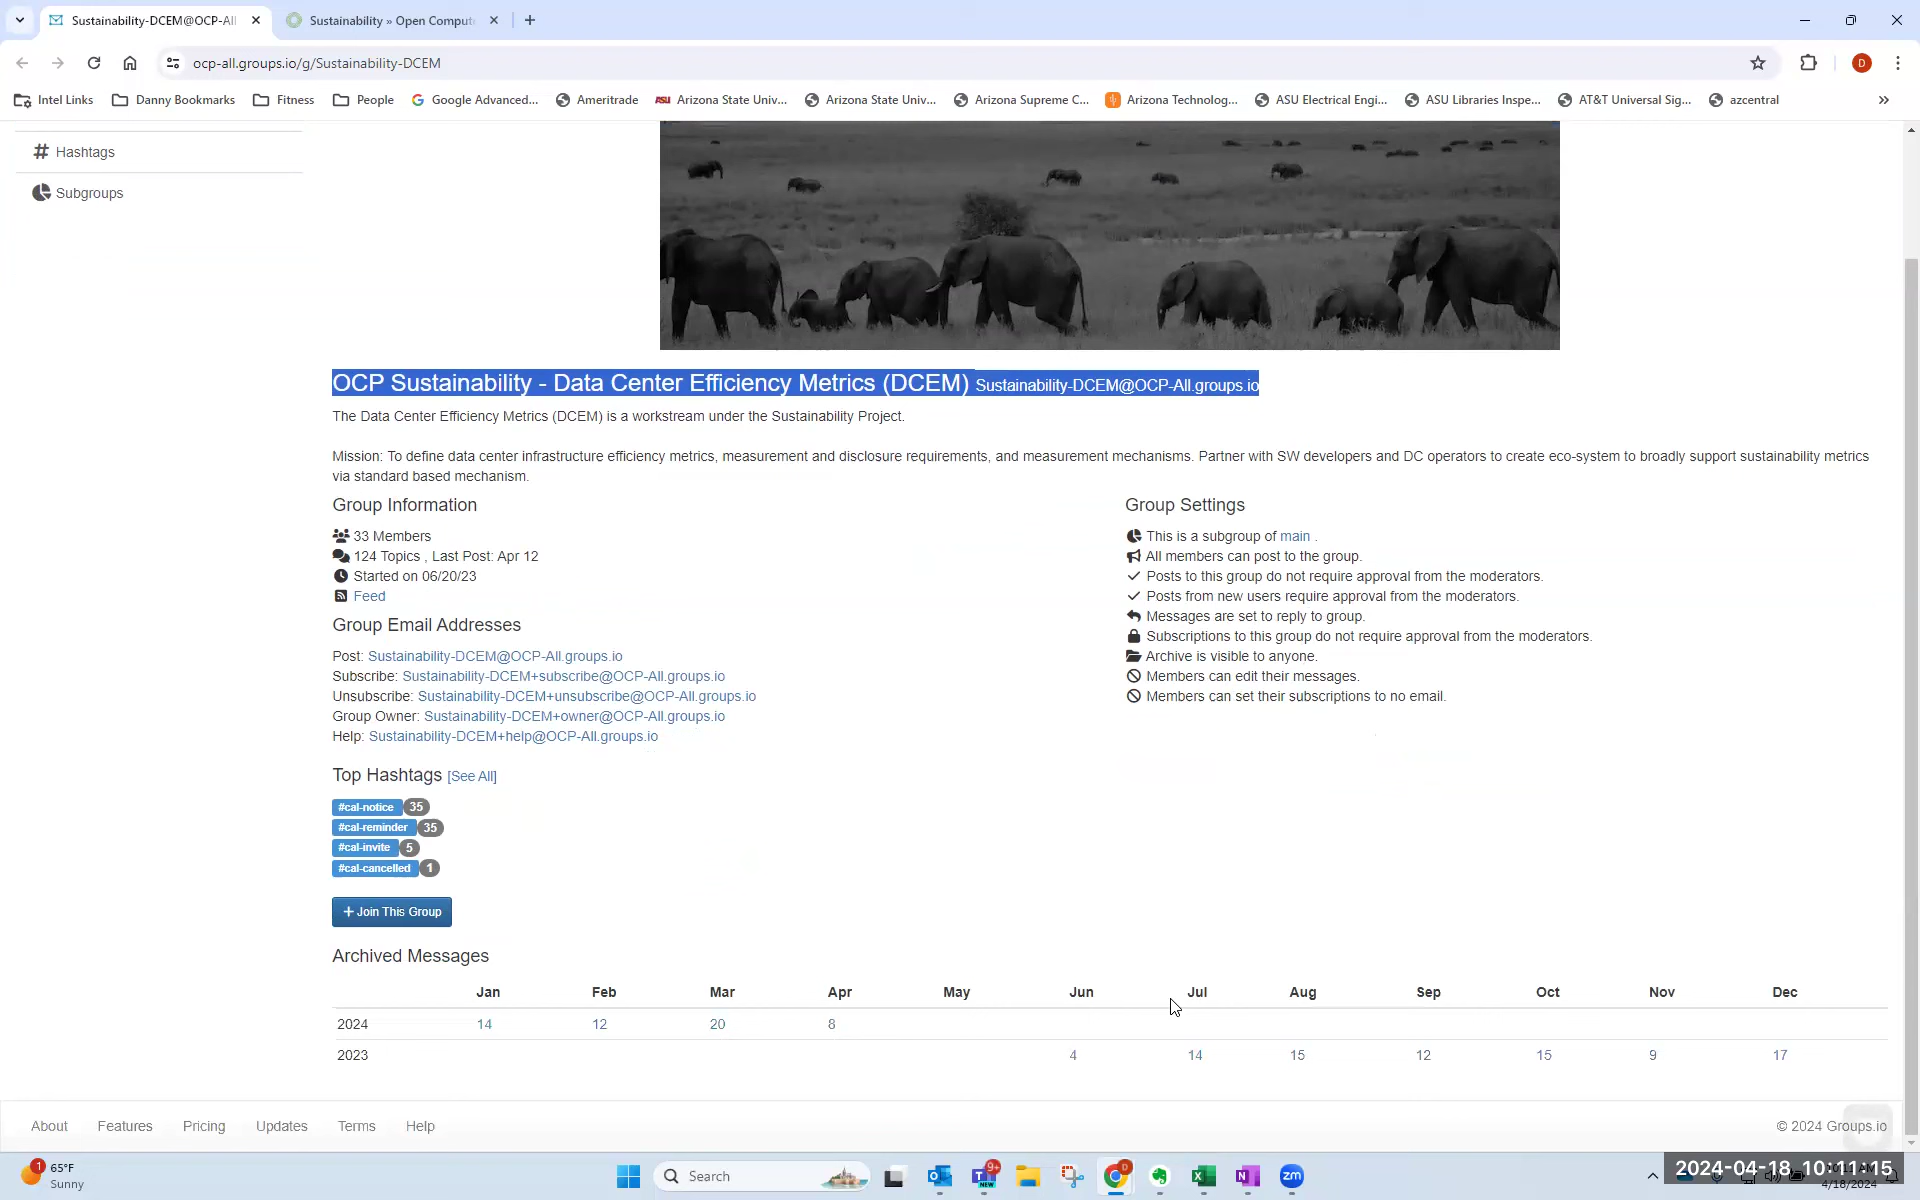 Sustainability-DCEM@OCP-All
Sustainability » Open Comput
ocp-all.groups.io/g/Sustainability-DCEM
D
Intel Links
Danny Bookmarks
Fitness
People
Google Advanced...
Ameritrade
ASU Arizona State Univ...
Arizona State Univ...
Arizona Supreme C...
Arizona Technolog...
ASU Electrical Engi...
ASU Libraries Inspe...
AT&T Universal Sig...
azcentral
»
# Hashtags
Subgroups
OCP Sustainability - Data Center Efficiency Metrics (DCEM) Sustainability-DCEM@OCP-All.groups.io
The Data Center Efficiency Metrics (DCEM) is a workstream under the Sustainability Project.
Mission: To define data center infrastructure efficiency metrics, measurement and disclosure requirements, and measurement mechanisms. Partner with SW developers and DC operators to create eco-system to broadly support sustainability metrics
via standard based mechanism.
Group Information
33 Members
124 Topics , Last Post: Apr 12
Started on 06/20/23
Feed
Group Email Addresses
Post: Sustainability-DCEM@OCP-All.groups.io
Subscribe: Sustainability-DCEM+subscribe@OCP-All.groups.io
Unsubscribe: Sustainability-DCEM+unsubscribe@OCP-All.groups.io
Group Owner: Sustainability-DCEM+owner@OCP-All.groups.io
Help: Sustainability-DCEM+help@OCP-All.groups.io
Group Settings
This is a subgroup of main .
All members can post to the group.
Posts to this group do not require approval from the moderators.
Posts from new users require approval from the moderators.
Messages are set to reply to group.
Subscriptions to this group do not require approval from the moderators.
Archive is visible to anyone.
Members can edit their messages.
Members can set their subscriptions to no email.
Top Hashtags [See All]
#cal-notice 35
#cal-reminder 35
#cal-invite 5
#cal-cancelled 1
+ Join This Group
Archived Messages
Jan Feb Mar Apr May Jun Jul Aug Sep Oct Nov Dec
2024 14 12 20 8
2023 4 14 15 12 15 9 17
About Features Pricing Updates Terms Help
© 2024 Groups.io
1
65°F
Sunny
Search
9+
NEW
D
zm
2024-04-18 10:11:15
4/18/2024